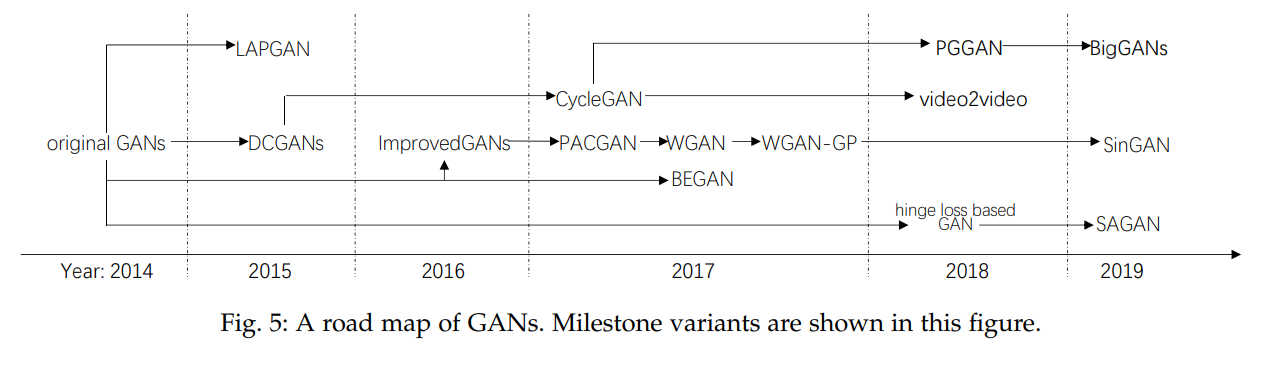 LAPGAN
PGGAN
BigGANs
CycleGAN
video2video
original GANs
DCGANs
ImprovedGANs
PACGAN
WGAN
WGAN-GP
SinGAN
BEGAN
hinge loss based
GAN
SAGAN
Year: 2014
2015
2016
2017
2018
2019
Fig. 5: A road map of GANs. Milestone variants are shown in this figure.